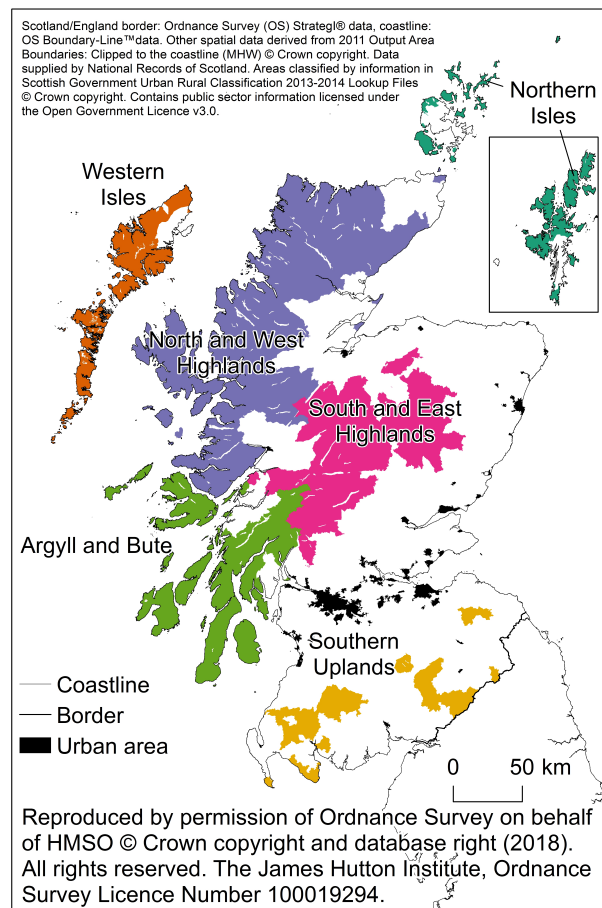 Scotland/England border: Ordnance Survey (OS) Strategl® data, coastline:
OS Boundary-Line™data. Other spatial data derived from 2011 Output Area
Boundaries: Clipped to the coastline (MHW) © Crown copyright. Data
supplied by National Records of Scotland. Areas classified by information in
Scottish Government Urban Rural Classification 2013-2014 Lookup Files
© Crown copyright. Contains public sector information licensed under
the Open Government Licence v3.0.
Northern
Isles
Western
Isles
North and West
Highlands
South and East
Highlands
Argyll and Bute
Southern
Uplands
Coastline
Border
Urban area
0 50 km
Reproduced by permission of Ordnance Survey on behalf
of HMSO © Crown copyright and database right (2018).
All rights reserved. The James Hutton Institute, Ordnance
Survey Licence Number 100019294.